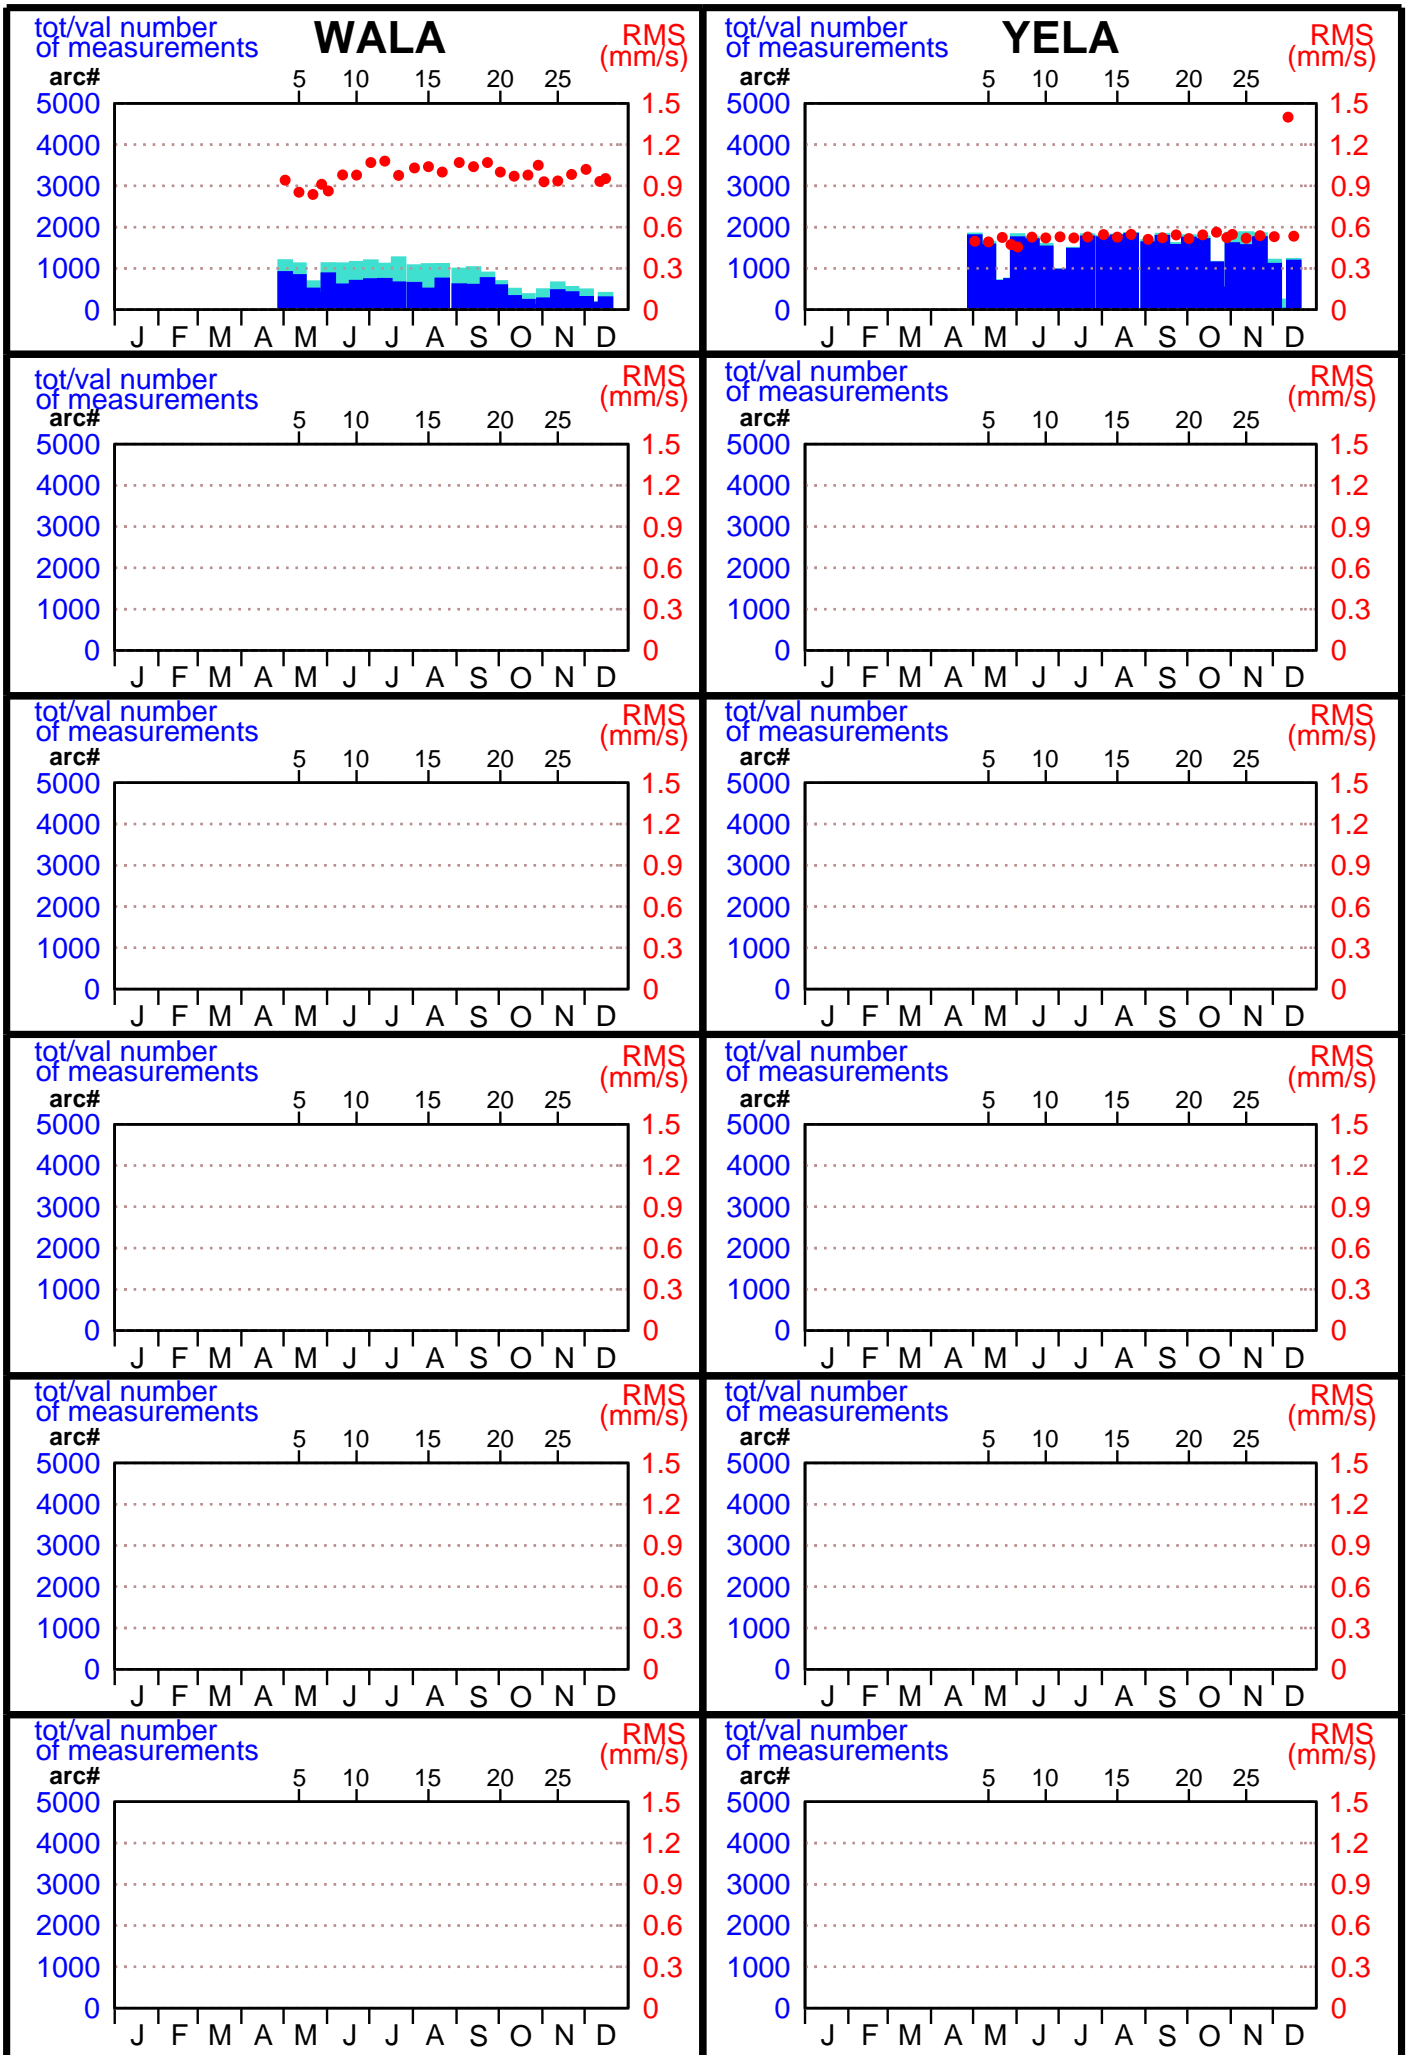 tot/val number
of measurements
WALA
RMS
(mm/s)
arc#
5 10 15 20 25
5000 1.5
4000 1.2
3000 0.9
2000 0.6
1000 0.3
0 0
J F M A M J J A S O N D
tot/val number
of measurements
YELA
RMS
(mm/s)
arc#
5 10 15 20 25
5000 1.5
4000 1.2
3000 0.9
2000 0.6
1000 0.3
0 0
J F M A M J J A S O N D
tot/val number
of measurements
RMS
(mm/s)
arc#
5 10 15 20 25
5000 1.5
4000 1.2
3000 0.9
2000 0.6
1000 0.3
0 0
J F M A M J J A S O N D
tot/val number
of measurements
RMS
(mm/s)
arc#
5 10 15 20 25
5000 1.5
4000 1.2
3000 0.9
2000 0.6
1000 0.3
0 0
J F M A M J J A S O N D
tot/val number
of measurements
RMS
(mm/s)
arc#
5 10 15 20 25
5000 1.5
4000 1.2
3000 0.9
2000 0.6
1000 0.3
0 0
J F M A M J J A S O N D
tot/val number
of measurements
RMS
(mm/s)
arc#
5 10 15 20 25
5000 1.5
4000 1.2
3000 0.9
2000 0.6
1000 0.3
0 0
J F M A M J J A S O N D
tot/val number
of measurements
RMS
(mm/s)
arc#
5 10 15 20 25
5000 1.5
4000 1.2
3000 0.9
2000 0.6
1000 0.3
0 0
J F M A M J J A S O N D
tot/val number
of measurements
RMS
(mm/s)
arc#
5 10 15 20 25
5000 1.5
4000 1.2
3000 0.9
2000 0.6
1000 0.3
0 0
J F M A M J J A S O N D
tot/val number
of measurements
RMS
(mm/s)
arc#
5 10 15 20 25
5000 1.5
4000 1.2
3000 0.9
2000 0.6
1000 0.3
0 0
J F M A M J J A S O N D
tot/val number
of measurements
RMS
(mm/s)
arc#
5 10 15 20 25
5000 1.5
4000 1.2
3000 0.9
2000 0.6
1000 0.3
0 0
J F M A M J J A S O N D
tot/val number
of measurements
RMS
(mm/s)
arc#
5 10 15 20 25
5000 1.5
4000 1.2
3000 0.9
2000 0.6
1000 0.3
0 0
J F M A M J J A S O N D
tot/val number
of measurements
RMS
(mm/s)
arc#
5 10 15 20 25
5000 1.5
4000 1.2
3000 0.9
2000 0.6
1000 0.3
0 0
J F M A M J J A S O N D